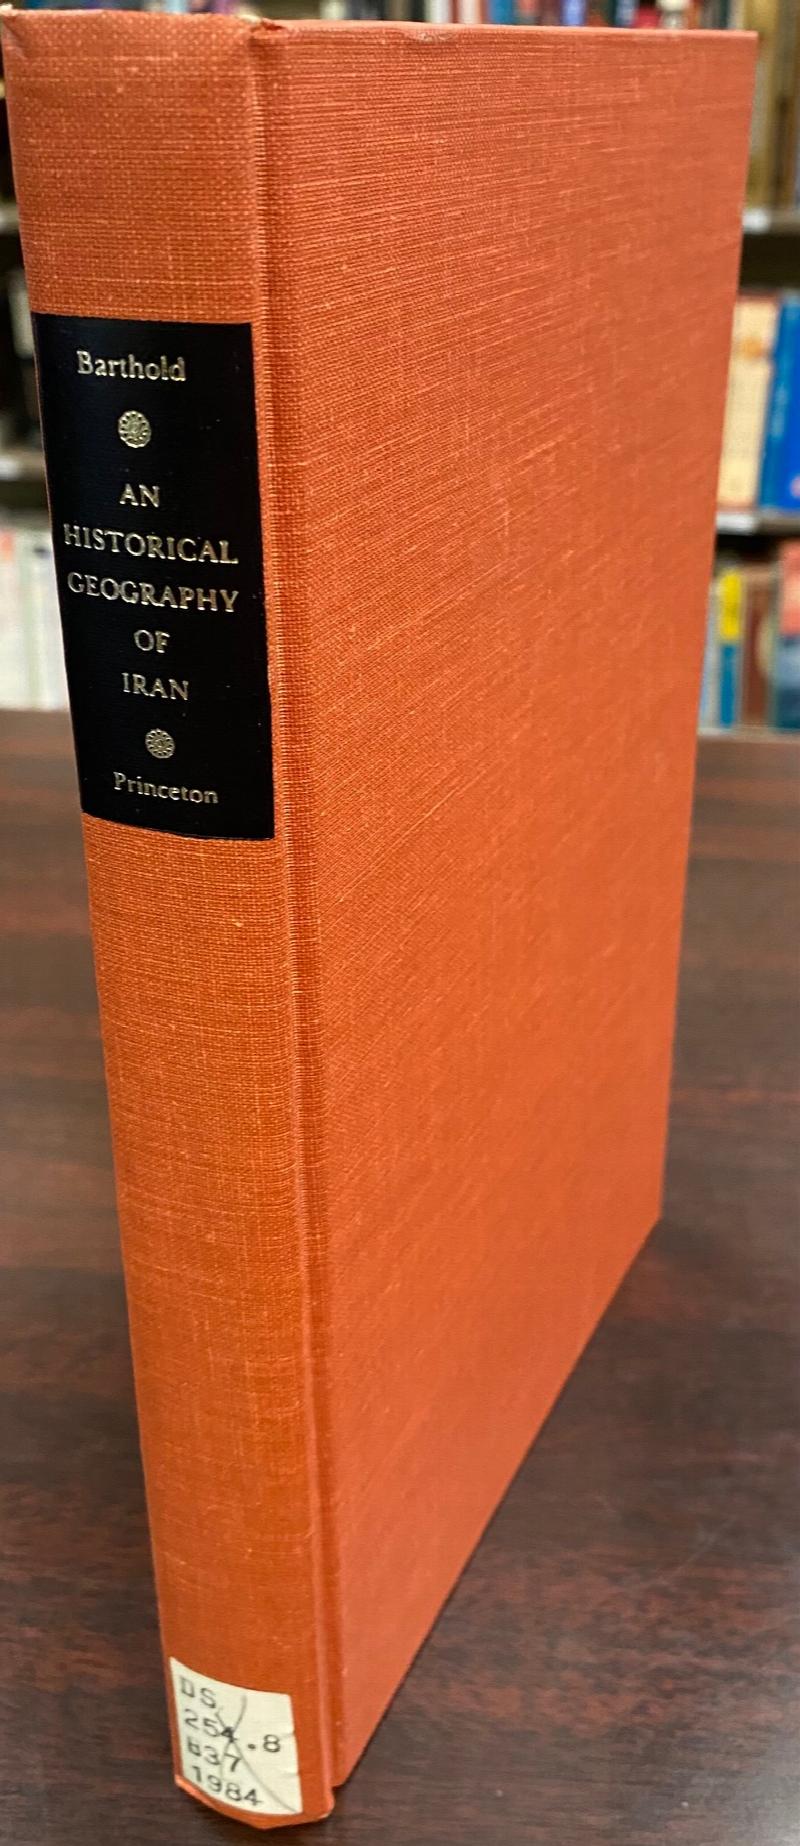 Barthold
AN
HISTORICAL
GEOGRAPHY
OF
IRAN
Princeton
DS
254.8
B37
1984